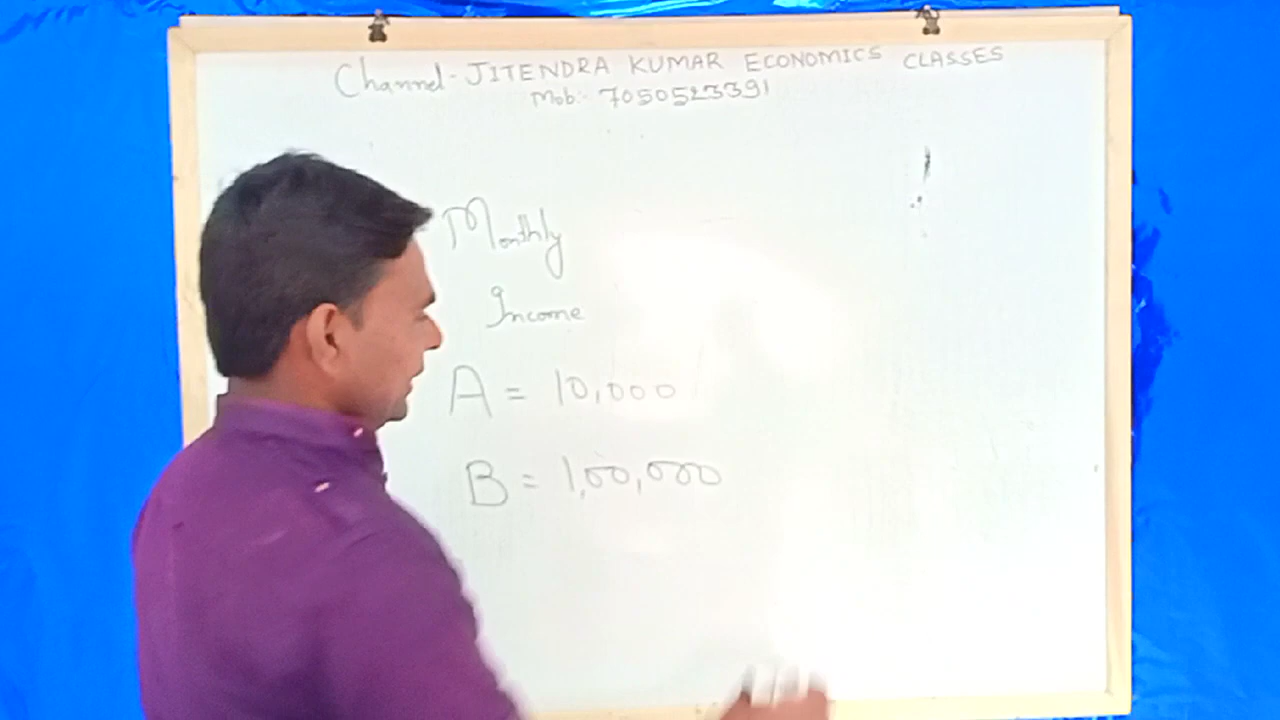 Channel - JITENDRA KUMAR ECONOMICS CLASSES
Mob:- 7050523391
Monthly
Income
A = 10,000
B = 1,00,000